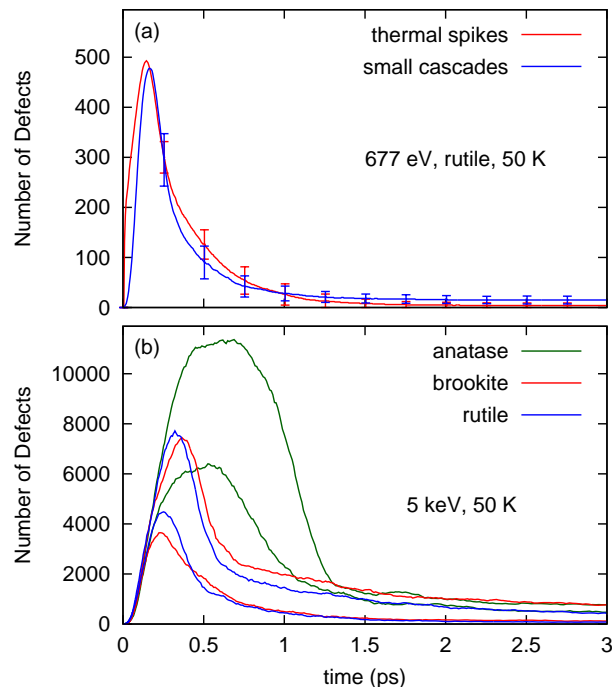 (a)
thermal spikes
small cascades
677 eV, rutile, 50 K
Number of Defects
500
400
300
200
100
0
(b)
anatase
brookite
rutile
5 keV, 50 K
Number of Defects
10000
8000
6000
4000
2000
0
0 0.5 1 1.5 2 2.5 3
time (ps)